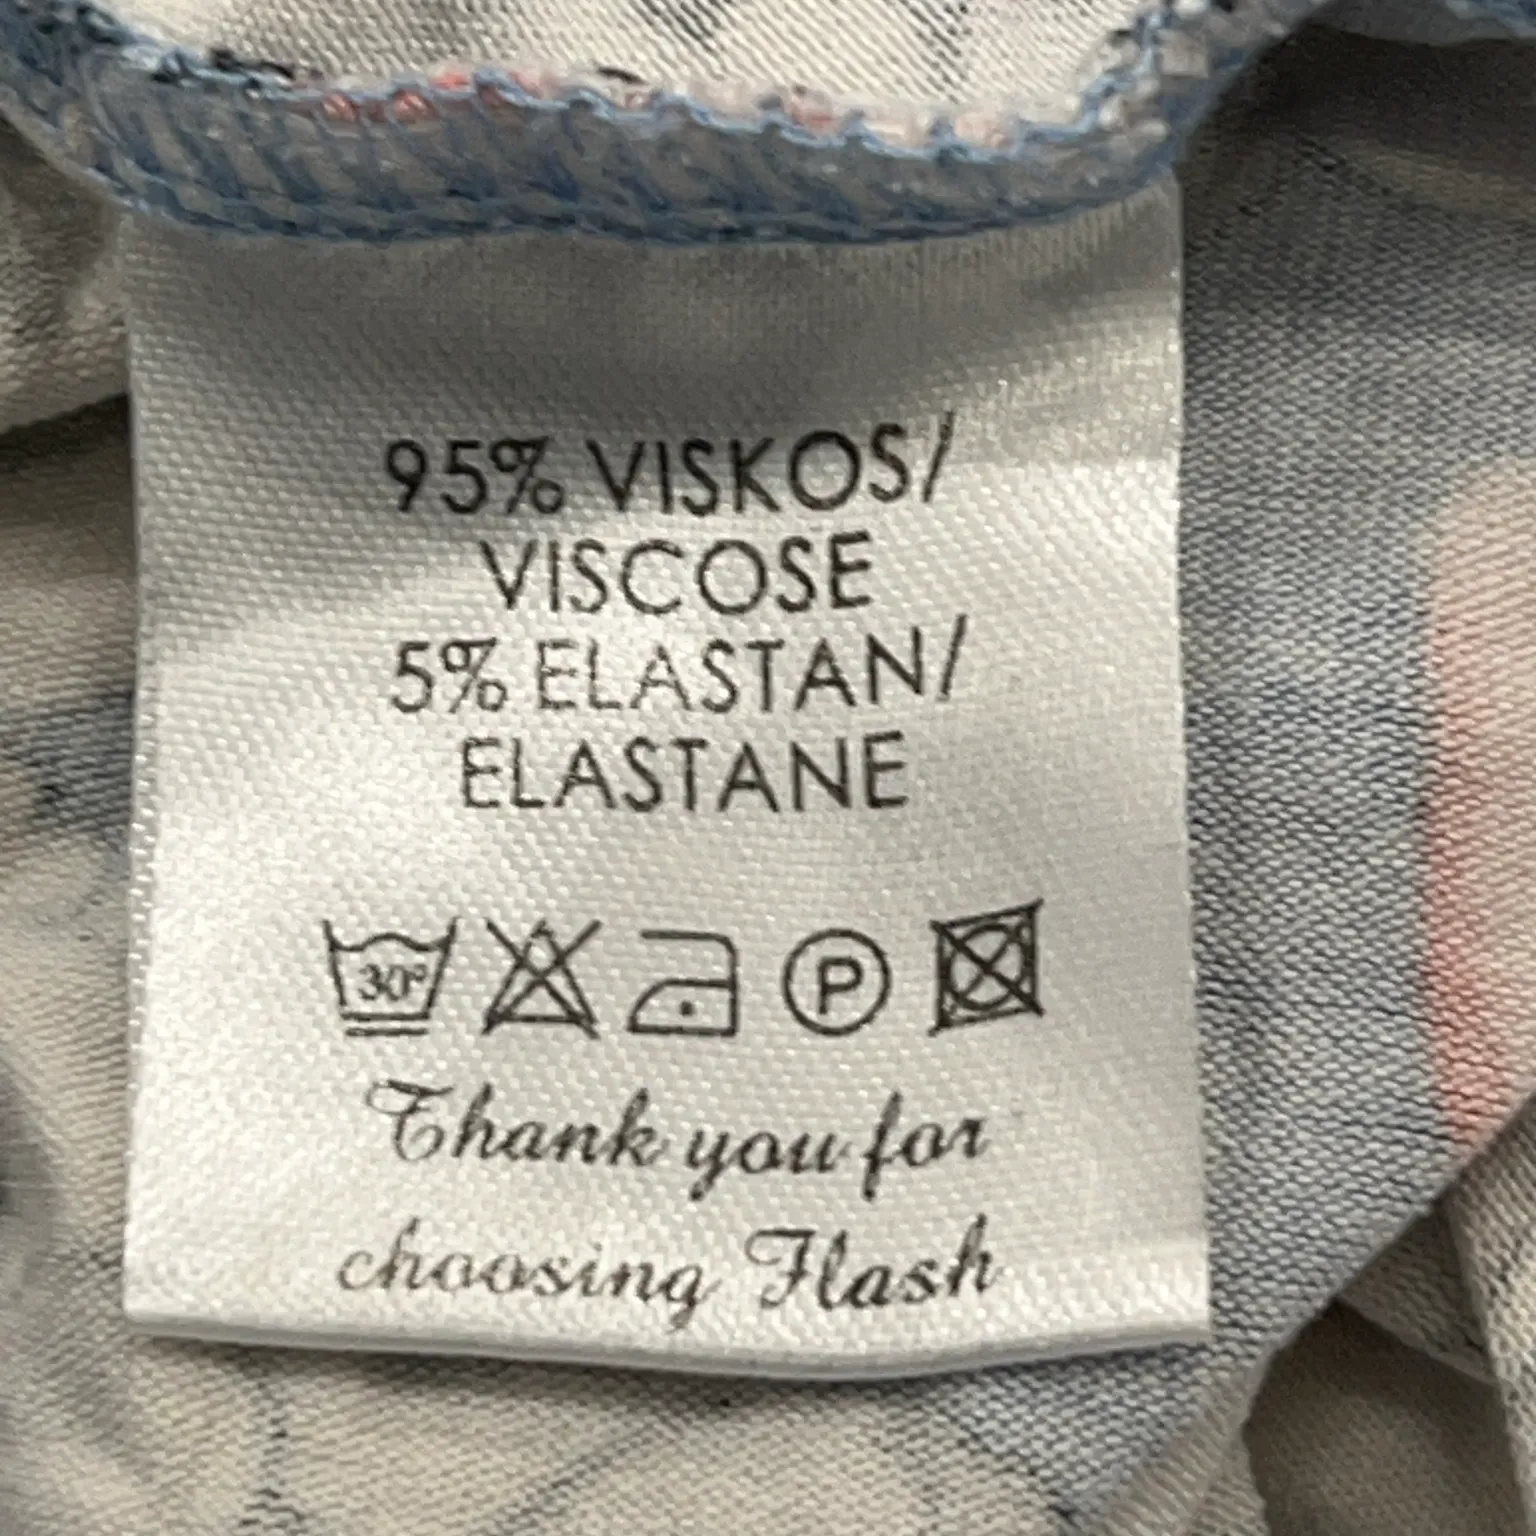 95% VISKOS/
VISCOSE
5% ELASTAN/
ELASTANE
30°
P
Thank you for
choosing Flash